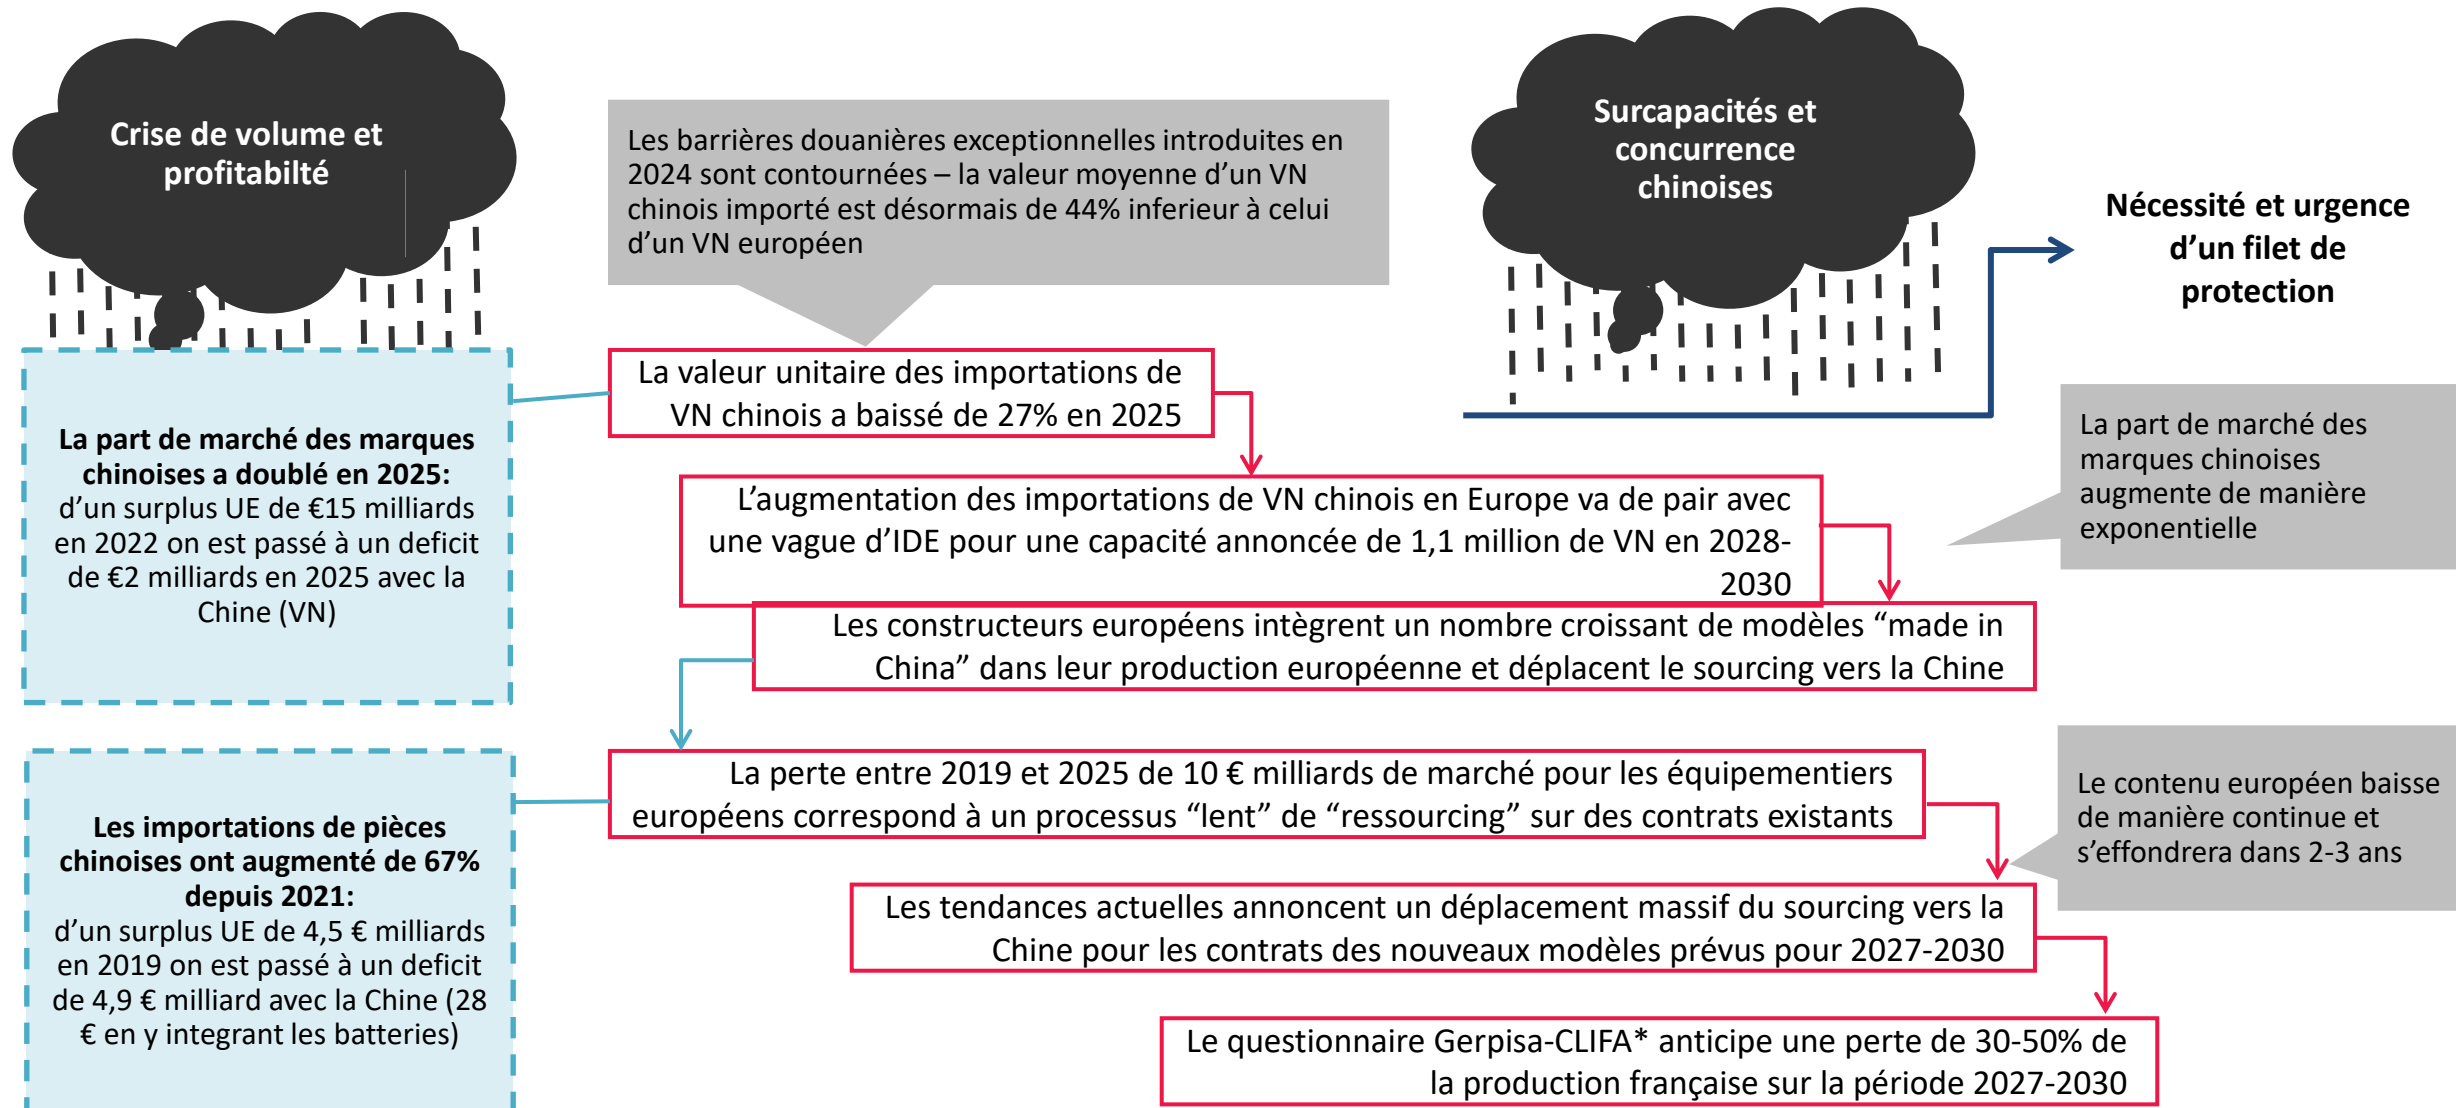 Crise de volume et
profitabilté
Les barrières douanières exceptionnelles introduites en
2024 sont contournées – la valeur moyenne d’un VN
chinois importé est désormais de 44% inferieur à celui
d’un VN européen
Surcapacités et
concurrence
chinoises
Nécessité et urgence
d’un filet de
protection
La part de marché des marques
chinoises a doublé en 2025:
d’un surplus UE de €15 milliards
en 2022 on est passé à un deficit
de €2 milliards en 2025 avec la
Chine (VN)
La valeur unitaire des importations de
VN chinois a baissé de 27% en 2025
L’augmentation des importations de VN chinois en Europe va de pair avec
une vague d’IDE pour une capacité annoncée de 1,1 million de VN en 2028-
2030
La part de marché des
marques chinoises
augmente de manière
exponentielle
Les constructeurs européens intègrent un nombre croissant de modèles “made in
China” dans leur production européenne et déplacent le sourcing vers la Chine
Les importations de pièces
chinoises ont augmenté de 67%
depuis 2021:
d’un surplus UE de 4,5 € milliards
en 2019 on est passé à un deficit
de 4,9 € milliard avec la Chine (28
€ en y integrant les batteries)
La perte entre 2019 et 2025 de 10 € milliards de marché pour les équipementiers
européens correspond à un processus “lent” de “ressourcing” sur des contrats existants
Le contenu européen baisse
de manière continue et
s’effondrera dans 2-3 ans
Les tendances actuelles annoncent un déplacement massif du sourcing vers la
Chine pour les contrats des nouveaux modèles prévus pour 2027-2030
Le questionnaire Gerpisa-CLIFA* anticipe une perte de 30-50% de
la production française sur la période 2027-2030